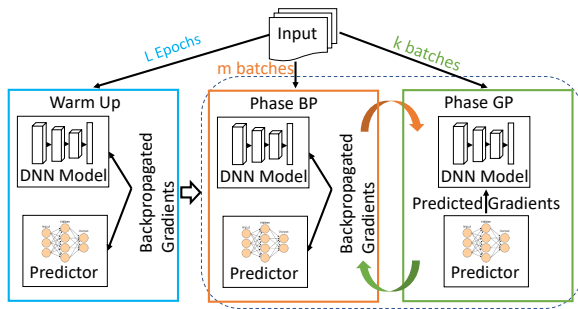 Input
L Epochs
m batches
k batches
Warm Up
DNN Model
Predictor
Backpropagated
Gradients
Phase BP
DNN Model
Predictor
Backpropagated
Gradients
Phase GP
DNN Model
Predicted Gradients
Predictor